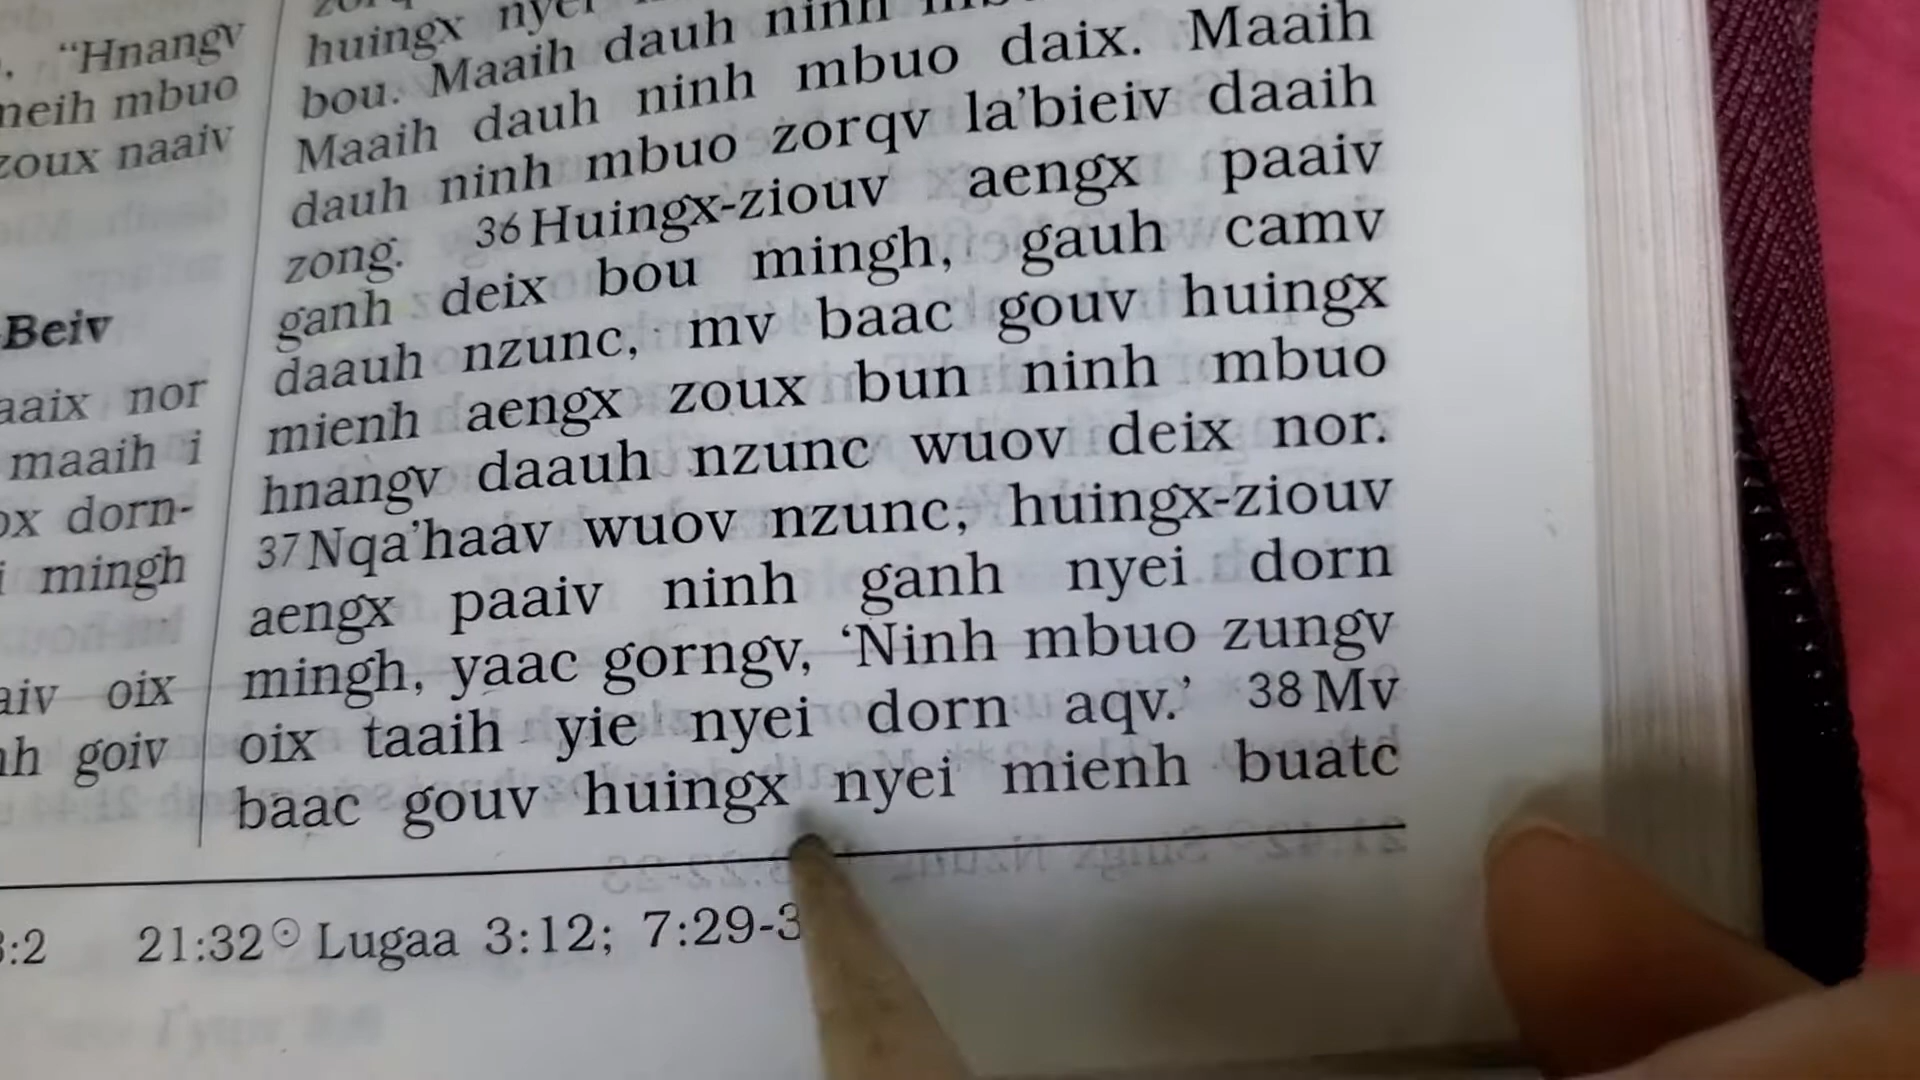 “Hnangv
meih mbuo
zoux naaiv
Beiv
nor
maaih i
dorn-
mingh
oix
goiv
huingx
bou. Maaih dauh ninh
Maaih dauh ninh mbuo daix. Maaih
dauh ninh mbuo zorqv la’bieiv daaih
zong. 36 Huingx-ziouv aengx paaiv
ganh deix bou mingh, gauh camv
daauh nzunc, mv baac gouv huingx
mienh aengx zoux bun ninh mbuo
hnangv daauh nzunc wuov deix nor.
37 Nqa’haav wuov nzunc, huingx-ziouv
aengx paaiv ninh ganh nyei dorn
mingh, yaac gorngv, ‘Ninh mbuo zungv
oix taaih yie nyei dorn aqv.’ 38 Mv
baac gouv huingx nyei mienh buatc
:2 21:32☉ Lugaa 3:12; 7:29-3